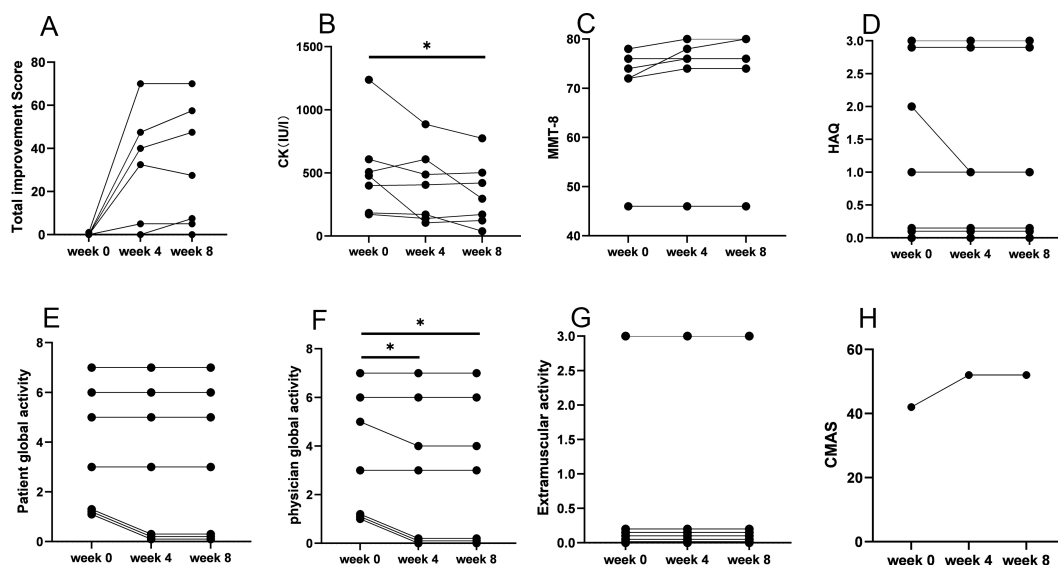 A
Total improvement Score
80
60
40
20
0
week 0 week 4 week 8
B
*
CK(IU/l)
1500
1000
500
0
week 0 week 4 week 8
C
MMT-8
80
70
60
50
40
week 0 week 4 week 8
D
HAQ
3.0
2.5
2.0
1.5
1.0
0.5
0.0
week 0 week 4 week 8
E
Patient global activity
8
6
4
2
0
week 0 week 4 week 8
F
*
*
physician global activity
8
6
4
2
0
week 0 week 4 week 8
G
Extramuscular activity
3.0
2.5
2.0
1.5
1.0
0.5
0.0
week 0 week 4 week 8
H
CMAS
60
40
20
0
week 0 week 4 week 8